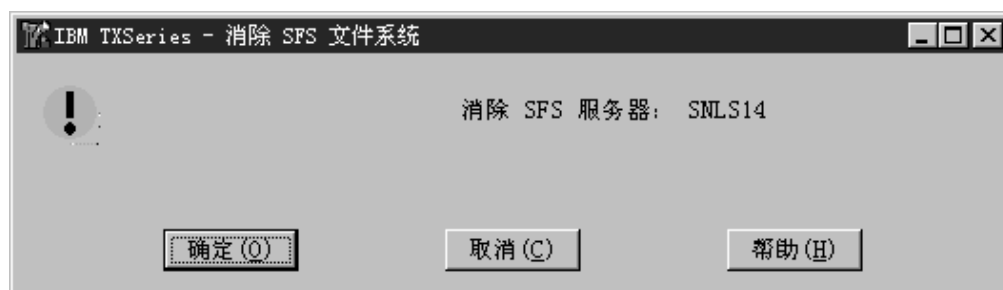 IBM TXSeries - 消除 SFS 文件系统
消除 SFS 服务器： SNLS14
确定(O) 取消(C) 帮助(H)